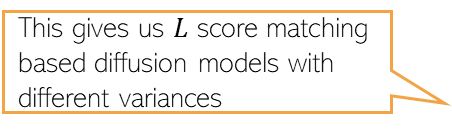 This gives us L score matching
based diffusion models with
different variances